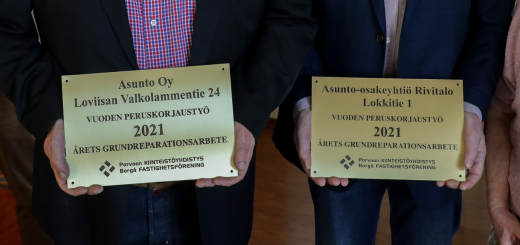 Asunto Oy
Loviisan Valkolammentie 24
VUODEN PERUSKORJAUSTYÖ
2021
ÅRETS GRUNDREPARATIONSARBETE
Porvoon KIINTEISTÖYHDISTYS
Borgå FASTIGHETSFÖRENING
Asunto-osakeyhtiö Rivitalo
Lokkitie 1
VUODEN PERUSKORJAUSTYÖ
2021
ÅRETS GRUNDREPARATIONSARBETE
Porvoon KIINTEISTÖYHDISTYS
Borgå FASTIGHETSFÖRENING